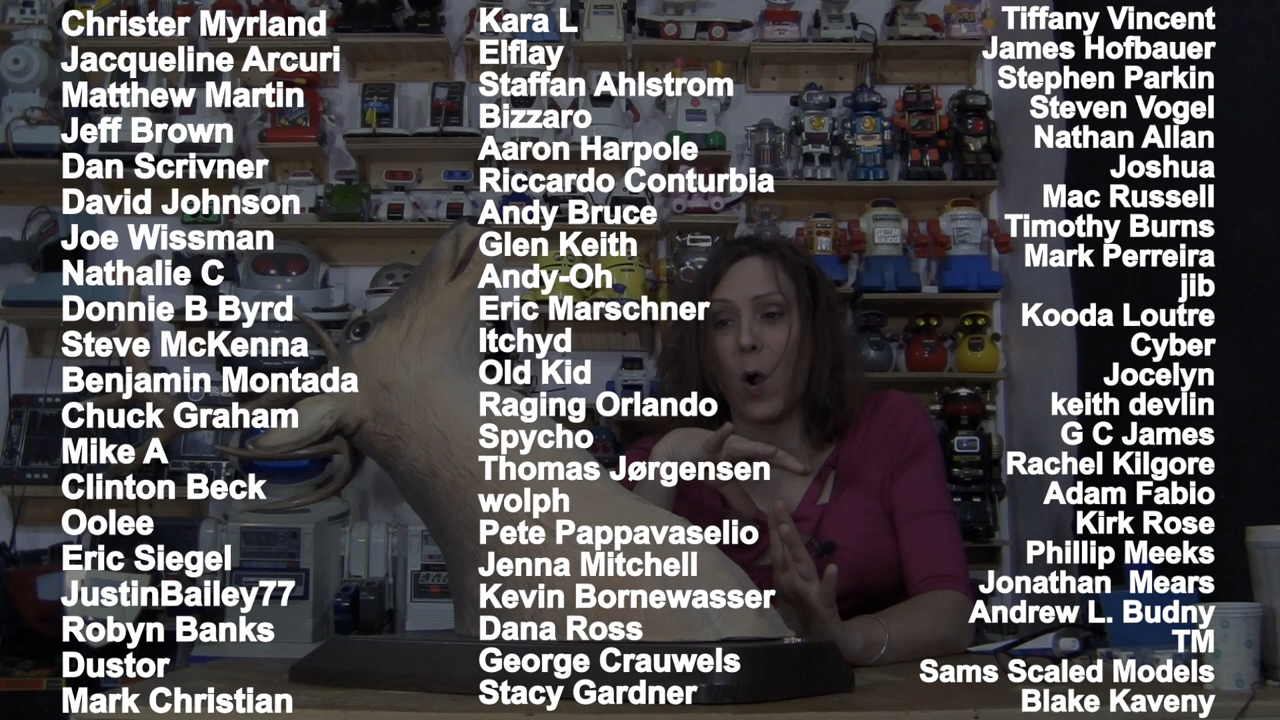 Christer Myrland
Jacqueline Arcuri
Matthew Martin
Jeff Brown
Dan Scrivner
David Johnson
Joe Wissman
Nathalie C
Donnie B Byrd
Steve McKenna
Benjamin Montada
Chuck Graham
Mike A
Clinton Beck
Oolee
Eric Siegel
JustinBailey77
Robyn Banks
Dustor
Mark Christian
Kara L
Elflay
Staffan Ahlstrom
Bizzaro
Aaron Harpole
Riccardo Conturbia
Andy Bruce
Glen Keith
Andy-Oh
Eric Marschner
Itchyd
Old Kid
Raging Orlando
Spycho
Thomas Jørgensen
wolph
Pete Pappavaselio
Jenna Mitchell
Kevin Bornewasser
Dana Ross
George Crauwels
Stacy Gardner
Tiffany Vincent
James Hofbauer
Stephen Parkin
Steven Vogel
Nathan Allan
Joshua
Mac Russell
Timothy Burns
Mark Perreira
jib
Kooda Loutre
Cyber
Jocelyn
keith devlin
G C James
Rachel Kilgore
Adam Fabio
Kirk Rose
Phillip Meeks
Jonathan  Mears
Andrew L. Budny
TM
Sams Scaled Models
Blake Kaveny